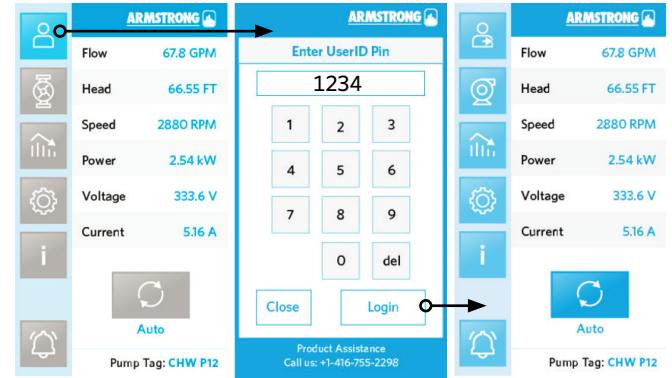 ARMSTRONG
Flow 67.8 GPM
Head 66.55 FT
Speed 2880 RPM
Power 2.54 kW
Voltage 333.6 V
Current 5.16 A
i
Auto
Pump Tag: CHW P12
ARMSTRONG
Enter UserID Pin
1234
1 2 3
4 5 6
7 8 9
0 del
Close Login
Product Assistance
Call us: +1-416-755-2298
ARMSTRONG
Flow 67.8 GPM
Head 66.55 FT
Speed 2880 RPM
Power 2.54 kW
Voltage 333.6 V
Current 5.16 A
i
Auto
Pump Tag: CHW P12